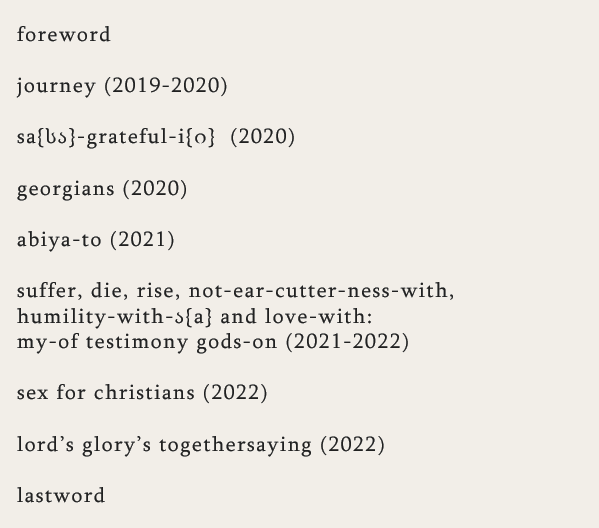 foreword
journey (2019-2020)
sa{სა}-grateful-i{ი} (2020)
georgians (2020)
abiya-to (2021)
suffer, die, rise, not-ear-cutter-ness-with,
humility-with-ა{a} and love-with:
my-of testimony gods-on (2021-2022)
sex for christians (2022)
lord’s glory’s togethersaying (2022)
lastword